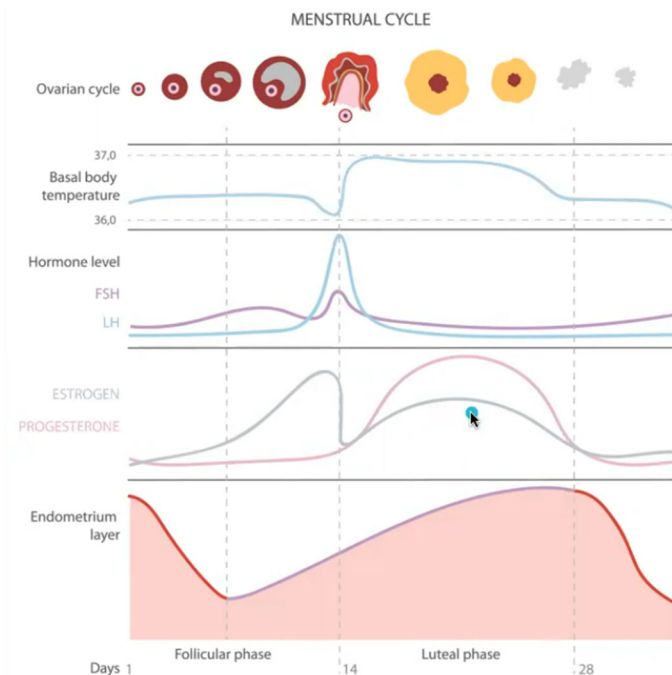 MENSTRUAL CYCLE
Ovarian cycle
37,0
Basal body
temperature
36,0
Hormone level
FSH
LH
ESTROGEN
PROGESTERONE
Endometrium
layer
Follicular phase
Luteal phase
Days
1
14
28